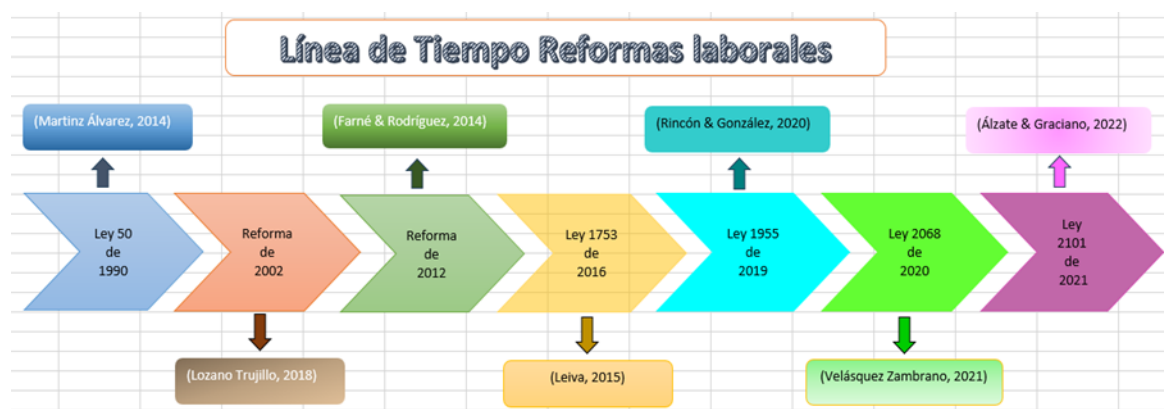 Línea de Tiempo Reformas laborales
(Martinz Álvarez, 2014)
(Farné & Rodríguez, 2014)
(Rincón & González, 2020)
(Álzate & Graciano, 2022)
Ley 50
de
1990
Reforma
de
2002
Reforma
de
2012
Ley 1753
de
2016
Ley 1955
de
2019
Ley 2068
de
2020
Ley
2101
de
2021
(Lozano Trujillo, 2018)
(Leiva, 2015)
(Velásquez Zambrano, 2021)